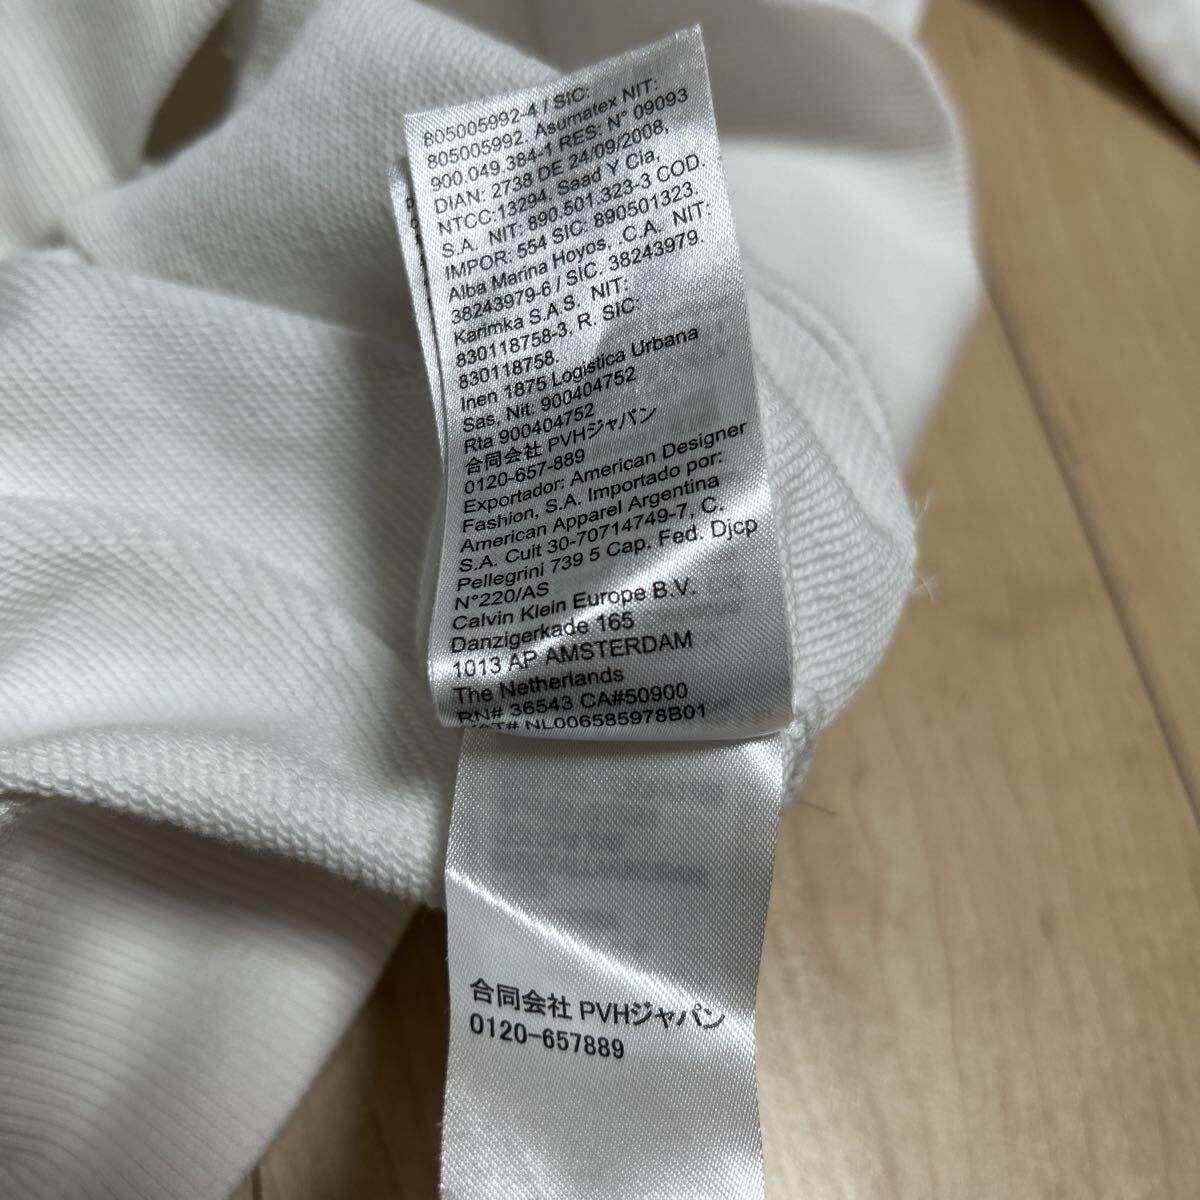 805005992-4 / SIC:
805005992. Asumatex NIT:
900.049.384-1 RES: N° 09093
DIAN: 2738 DE 24/09/2008,
NTCC:13294. Saad Y Cia.
S.A. NIT: 890.501.323-3 COD.
IMPOR: 554 SIC: 890501323.
Alba Marina Hoyos, .C.A. NIT:
38243979-6 / SIC. 38243979.
Karimka S.A.S. NIT:
830118758-3. R. SIC:
830118758.
Inen 1875 Logistica Urbana
Sas. Nit: 900404752
Rta 900404752
合同会社 PVHジャパン
0120-657-889
Exportador: American Designer
Fashion, S.A. Importado por:
American Apparel Argentina
S.A. Cuit 30-70714749-7. C.
Pellegrini 739 5 Cap. Fed. Djcp
N°220/AS
Calvin Klein Europe B.V.
Danzigerkade 165
1013 AP AMSTERDAM
The Netherlands
RN# 36543 CA#50900
NL006585978B01
合同会社 PVHジャパン
0120-657889